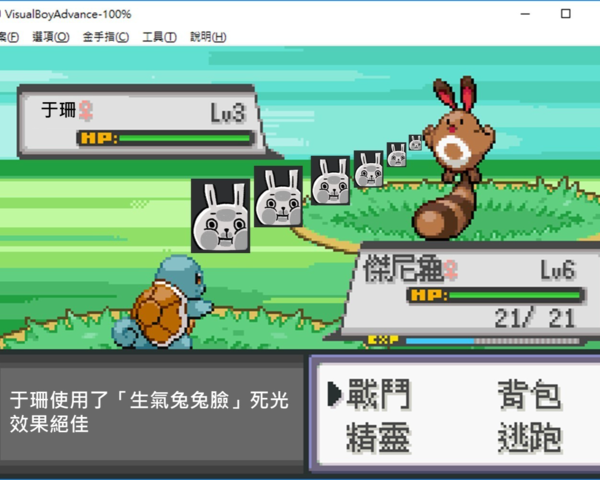 VisualBoyAdvance-100%
案(F) 選項(O) 金手指(C) 工具(T) 說明(H)
于珊♀ Lv3
HP:
傑尼龜♀ Lv6
HP:
21/ 21
EXP
于珊使用了「生氣兔兔臉」死光
效果絕佳
戰鬥 背包
精靈 逃跑